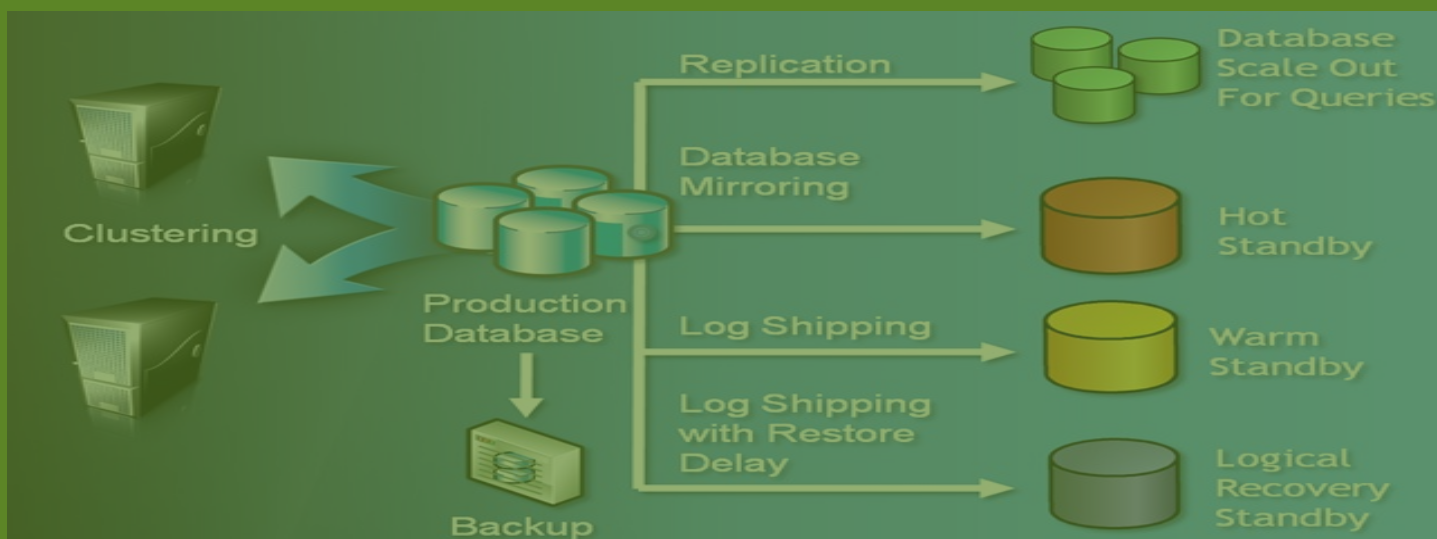 Replication
Database
Scale Out
For Queries
Database
Mirroring
Hot
Standby
Clustering
Production
Database
Log Shipping
Warm
Standby
Log Shipping
with Restore
Delay
Logical
Recovery
Standby
Backup